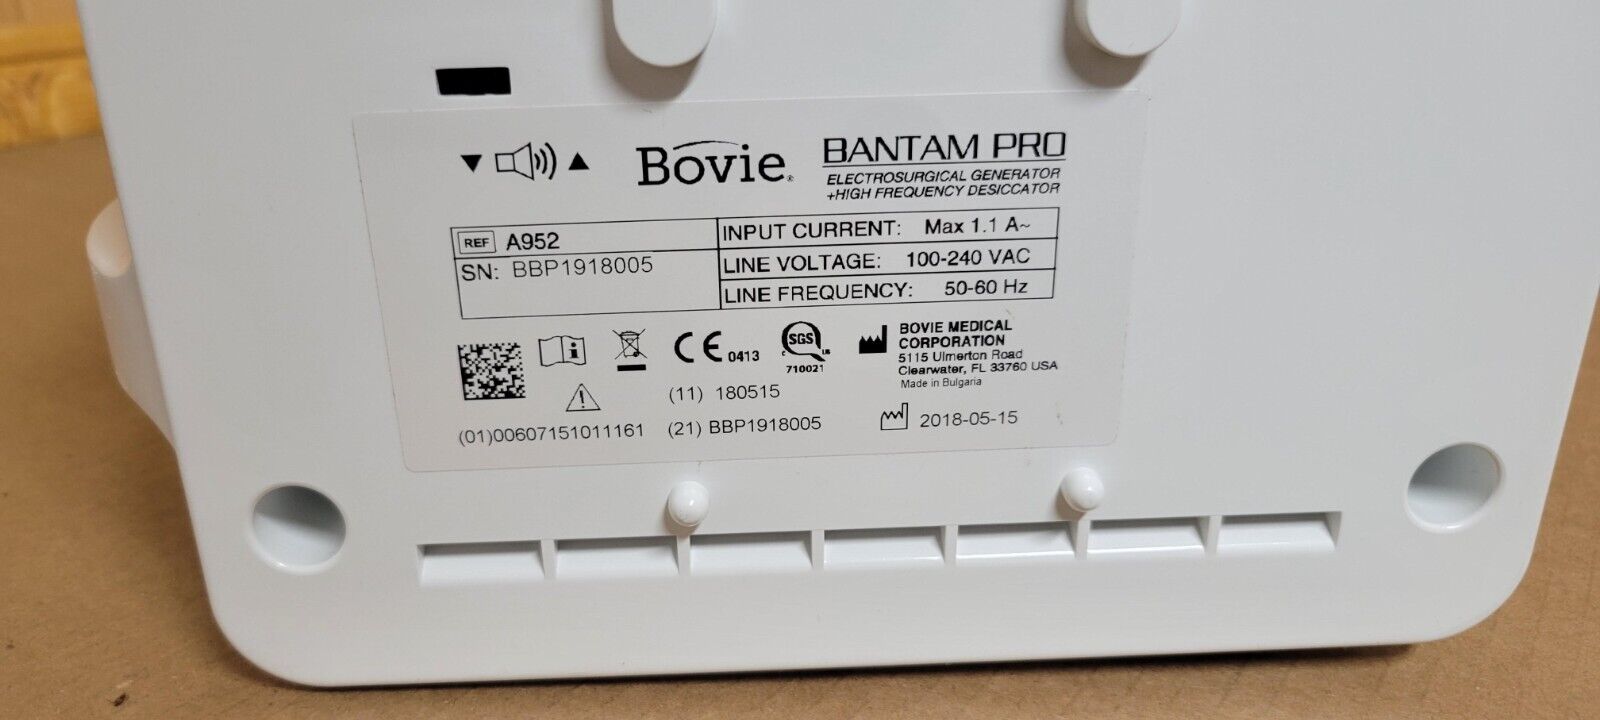 Bovie®
BANTAM PRO
ELECTROSURGICAL GENERATOR
+HIGH FREQUENCY DESICCATOR
REF A952
SN: BBP1918005
INPUT CURRENT: Max 1.1 A~
LINE VOLTAGE: 100-240 VAC
LINE FREQUENCY: 50-60 Hz
CE 0413
SGS
C US
710021
BOVIE MEDICAL
CORPORATION
5115 Ulmerton Road
Clearwater, FL 33760 USA
Made in Bulgaria
(11) 180515
(01)00607151011161
(21) BBP1918005
2018-05-15